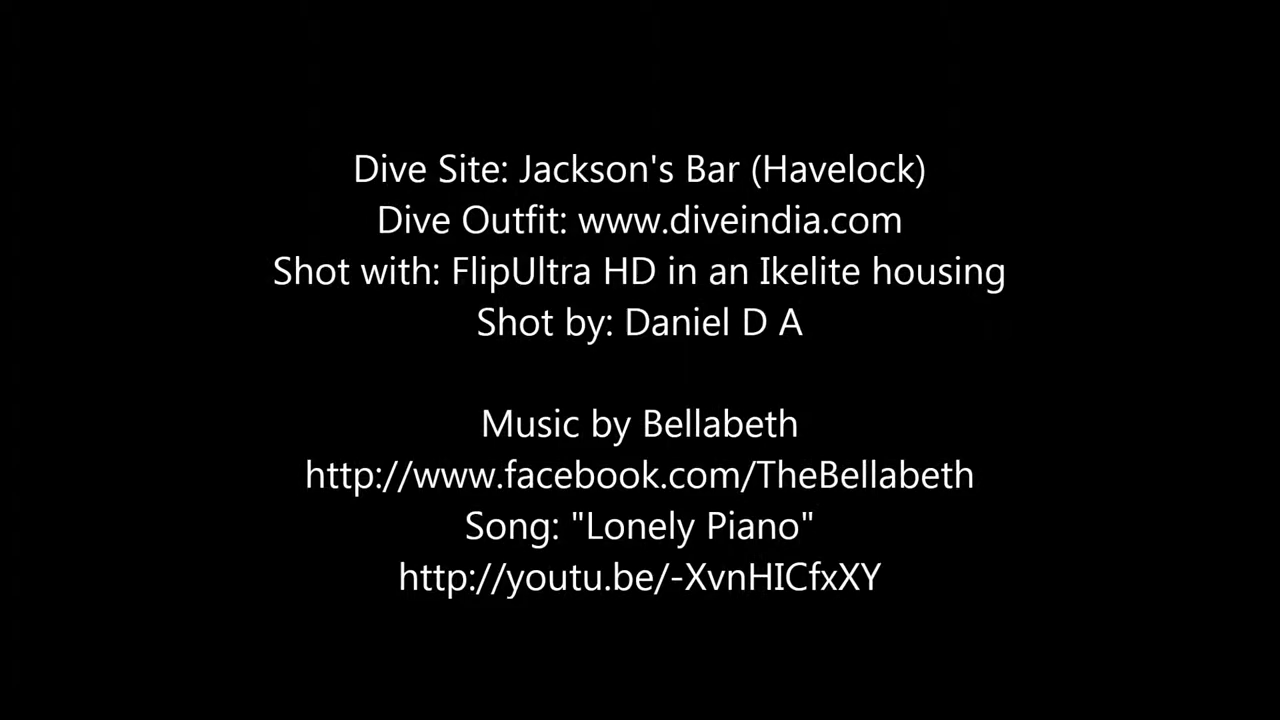 Dive Site: Jackson's Bar (Havelock)
Dive Outfit: www.diveindia.com
Shot with: FlipUltra HD in an Ikelite housing
Shot by: Daniel D A
Music by Bellabeth
http://www.facebook.com/TheBellabeth
Song: "Lonely Piano"
http://youtu.be/-XvnHICfxXY